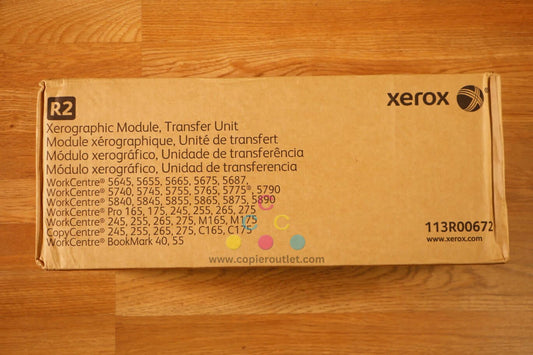 R2
xerox
Xerographic Module, Transfer Unit
Module xérographique, Unité de transfert
Módulo xerográfico, Unidade de transferência
Módulo xerográfico, Unidad de transferencia
WorkCentre® 5645, 5655, 5665, 5675, 5687,
WorkCentre® 5740, 5745, 5755, 5765, 5775®, 5790
WorkCentre® 5840, 5845, 5855, 5865, 5875, 5890
WorkCentre® Pro 165, 175, 245, 255, 265, 275
WorkCentre® 245, 255, 265, 275, M165, M175
CopyCentre® 245, 255, 265, 275, C165, C175
WorkCentre® BookMark 40, 55
113R00672
www.xerox.com
C C C
www.copieroutlet.com